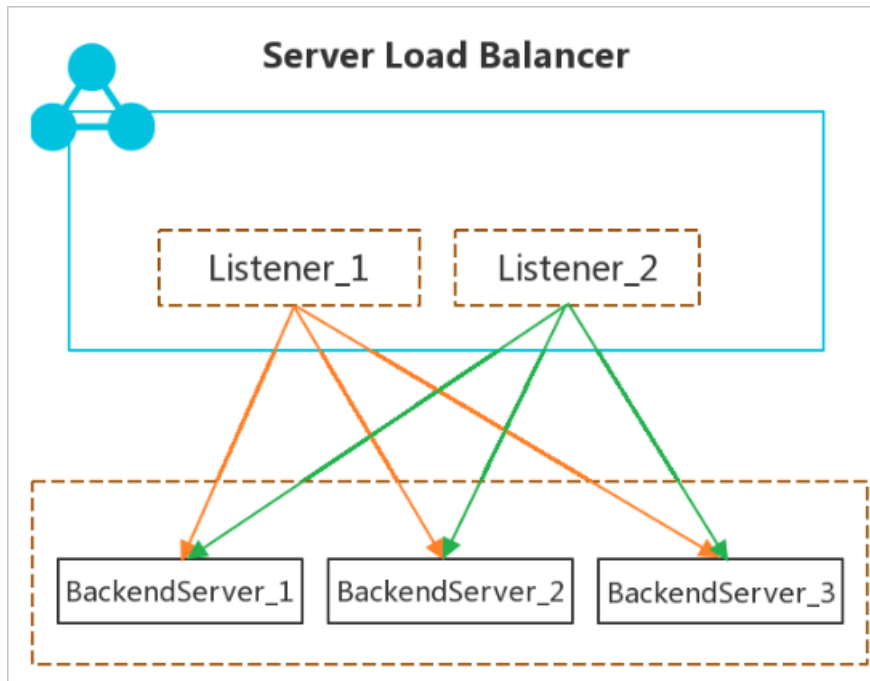 Server Load Balancer
Listener_1
Listener_2
BackendServer_1
BackendServer_2
BackendServer_3